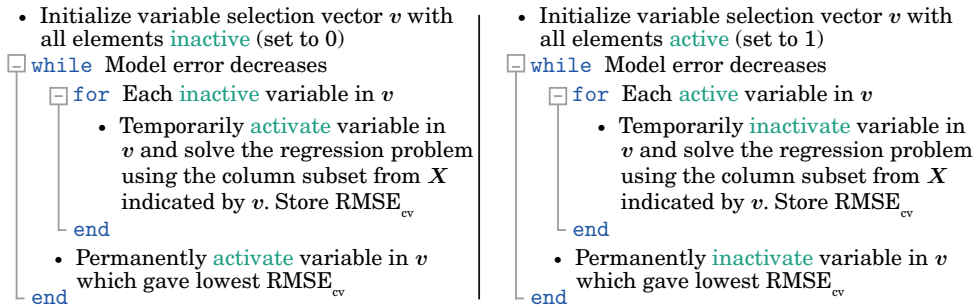 • Initialize variable selection vector v with
all elements inactive (set to 0)
while Model error decreases
for Each inactive variable in v
• Temporarily activate variable in
v and solve the regression problem
using the column subset from X
indicated by v. Store RMSE_cv
end
• Permanently activate variable in v
which gave lowest RMSE_cv
end
• Initialize variable selection vector v with
all elements active (set to 1)
while Model error decreases
for Each active variable in v
• Temporarily inactivate variable in
v and solve the regression problem
using the column subset from X
indicated by v. Store RMSE_cv
end
• Permanently inactivate variable in v
which gave lowest RMSE_cv
end